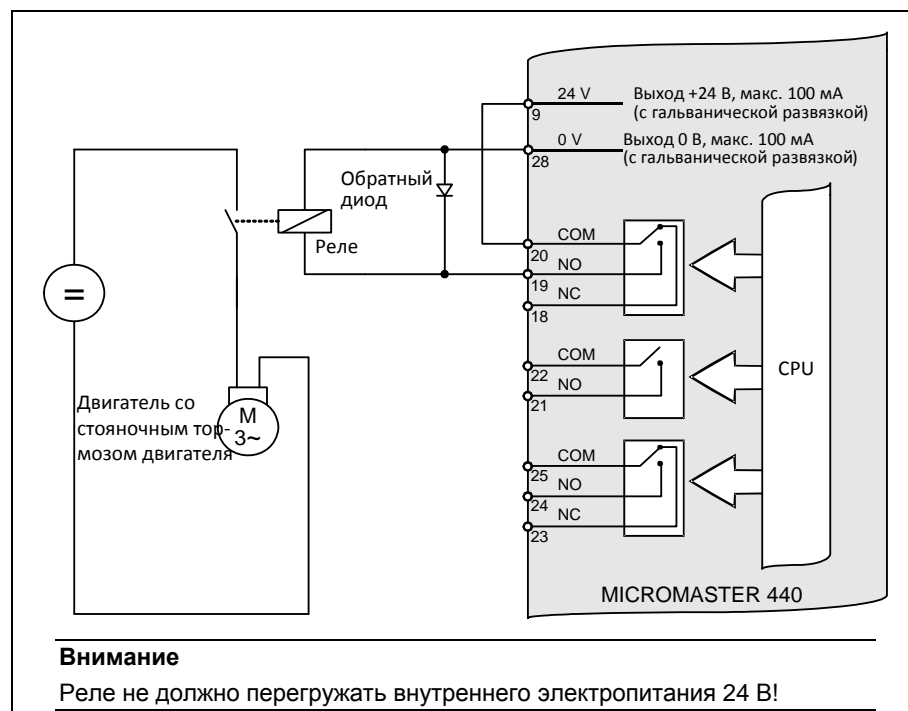 24 V
Выход +24 В, макс. 100 мА
(с гальванической развязкой)
9
0 V
Выход 0 В, макс. 100 мА
(с гальванической развязкой)
28
Обратный
диод
Реле
COM
20
NO
19
NC
18
=
COM
22
NO
21
CPU
Двигатель со
стояночным тор-
мозом двигателя
M
3~
COM
25
NO
24
NC
23
MICROMASTER 440
Внимание
Реле не должно перегружать внутреннего электропитания 24 В!